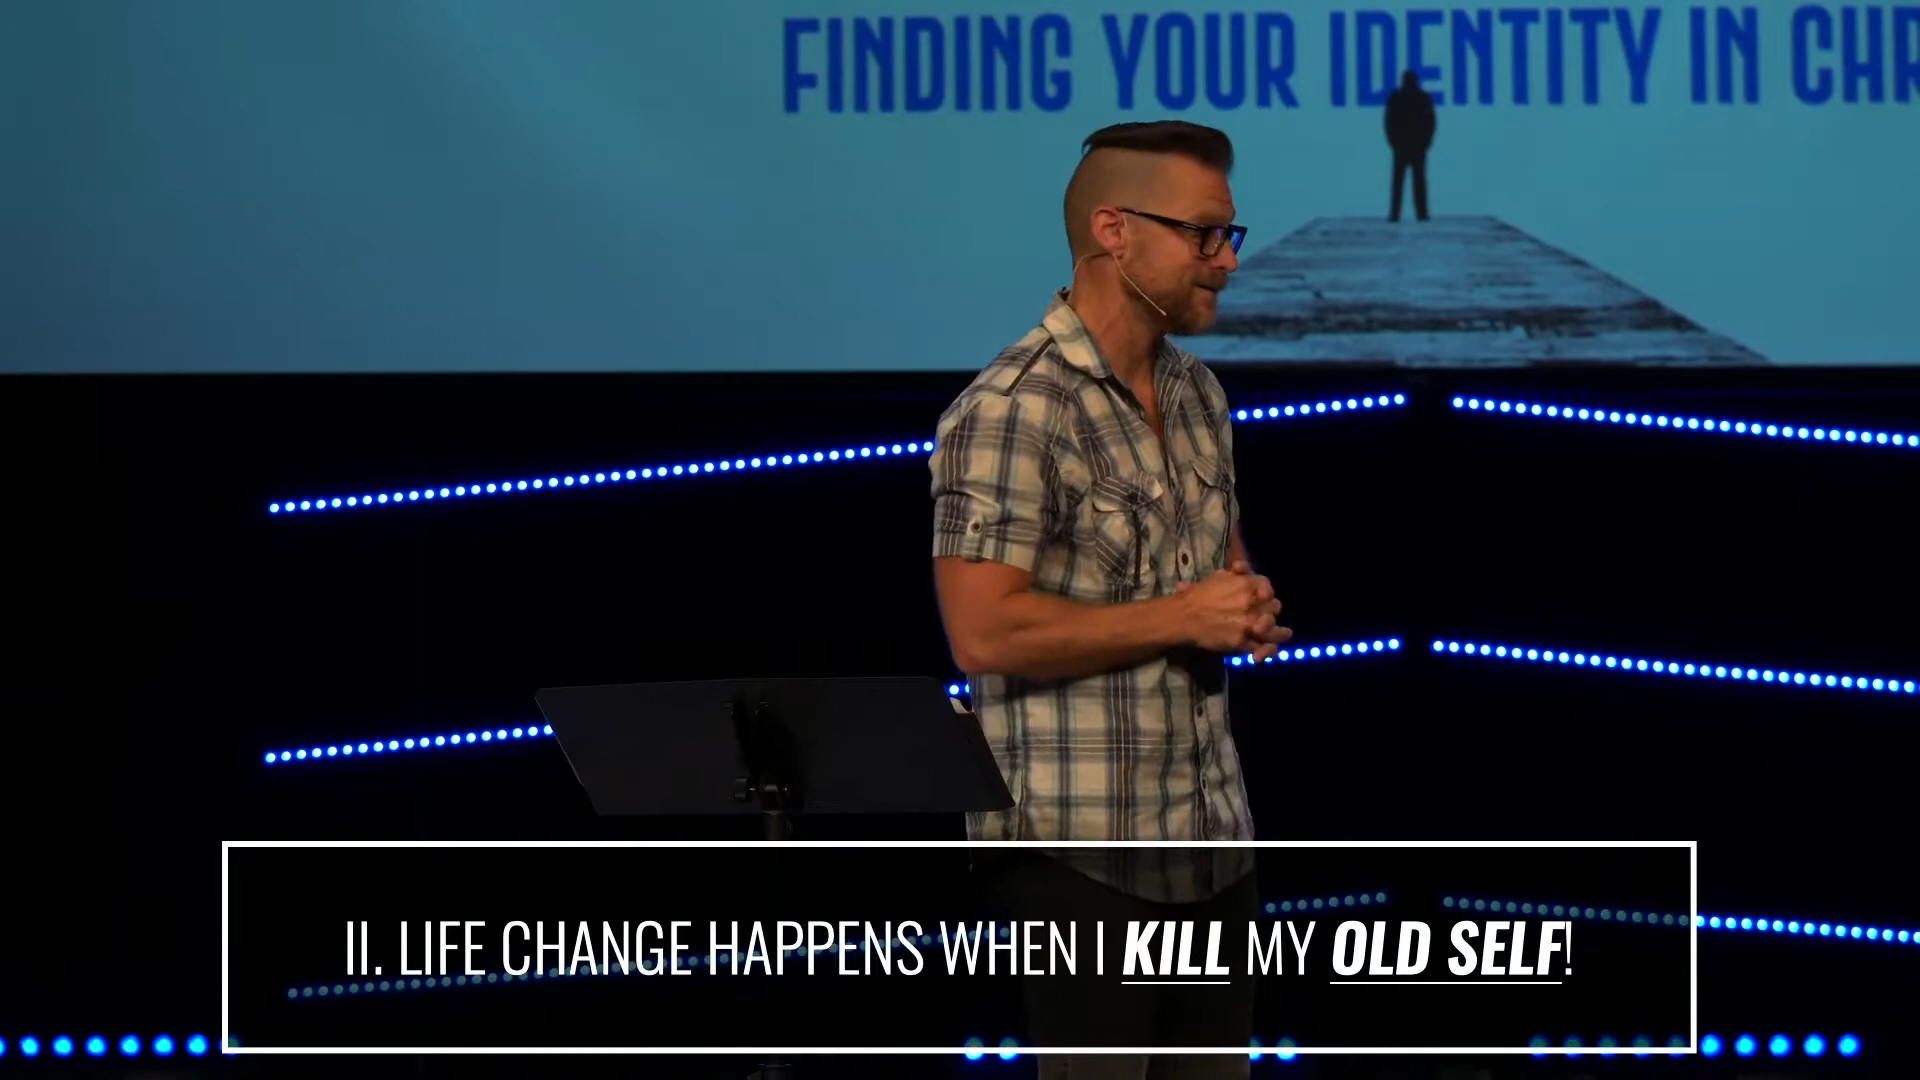 FINDING YOUR IDENTITY IN CHR
II. LIFE CHANGE HAPPENS WHEN I KILL MY OLD SELF!